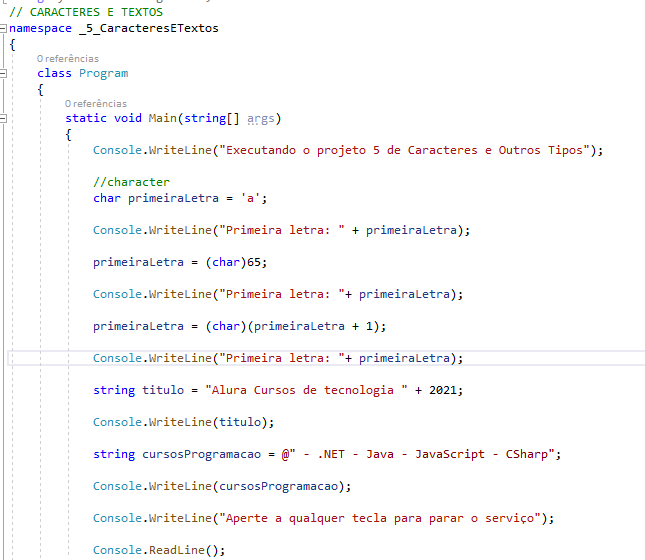 // CARACTERES E TEXTOS
namespace _5_CaracteresETextos
{
0 referências
class Program
{
0 referências
static void Main(string[] args)
{
Console.WriteLine("Executando o projeto 5 de Caracteres e Outros Tipos");
//character
char primeiraLetra = 'a';
Console.WriteLine("Primeira letra: " + primeiraLetra);
primeiraLetra = (char)65;
Console.WriteLine("Primeira letra: "+ primeiraLetra);
primeiraLetra = (char)(primeiraLetra + 1);
Console.WriteLine("Primeira letra: "+ primeiraLetra);
string titulo = "Alura Cursos de tecnologia " + 2021;
Console.WriteLine(titulo);
string cursosProgramacao = @" - .NET - Java - JavaScript - CSharp";
Console.WriteLine(cursosProgramacao);
Console.WriteLine("Aperte a qualquer tecla para parar o serviço");
Console.ReadLine();